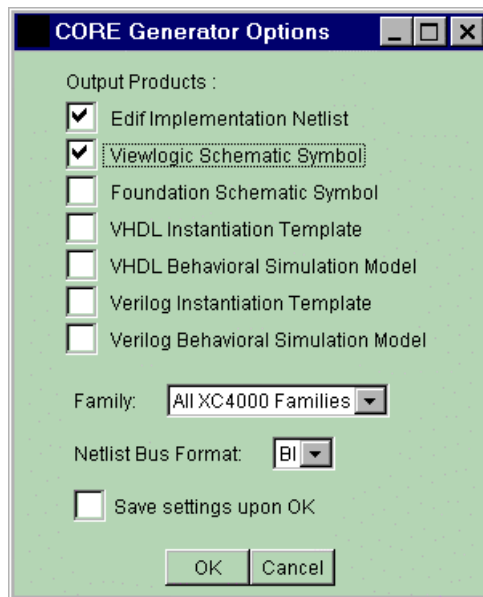 CORE Generator Options
Output Products :
Edif Implementation Netlist
Viewlogic Schematic Symbol
Foundation Schematic Symbol
VHDL Instantiation Template
VHDL Behavioral Simulation Model
Verilog Instantiation Template
Verilog Behavioral Simulation Model
Family: All XC4000 Families
Netlist Bus Format: BI
Save settings upon OK
OK Cancel